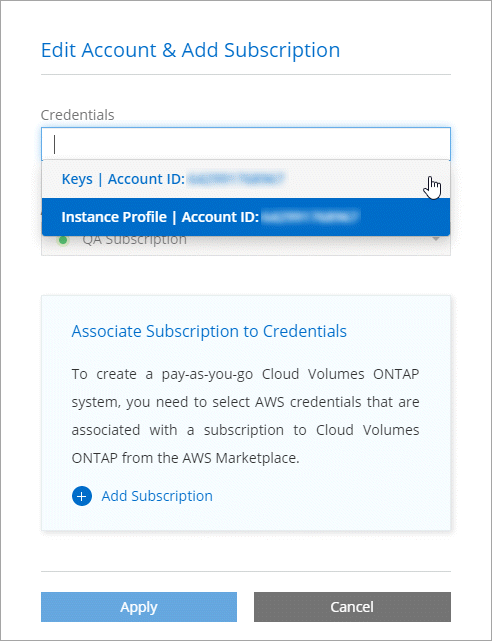 Edit Account & Add Subscription
Credentials
Keys | Account ID:
Instance Profile | Account ID:
QA Subscription
Associate Subscription to Credentials
To create a pay-as-you-go Cloud Volumes ONTAP
system, you need to select AWS credentials that are
associated with a subscription to Cloud Volumes
ONTAP from the AWS Marketplace.
Add Subscription
Apply
Cancel